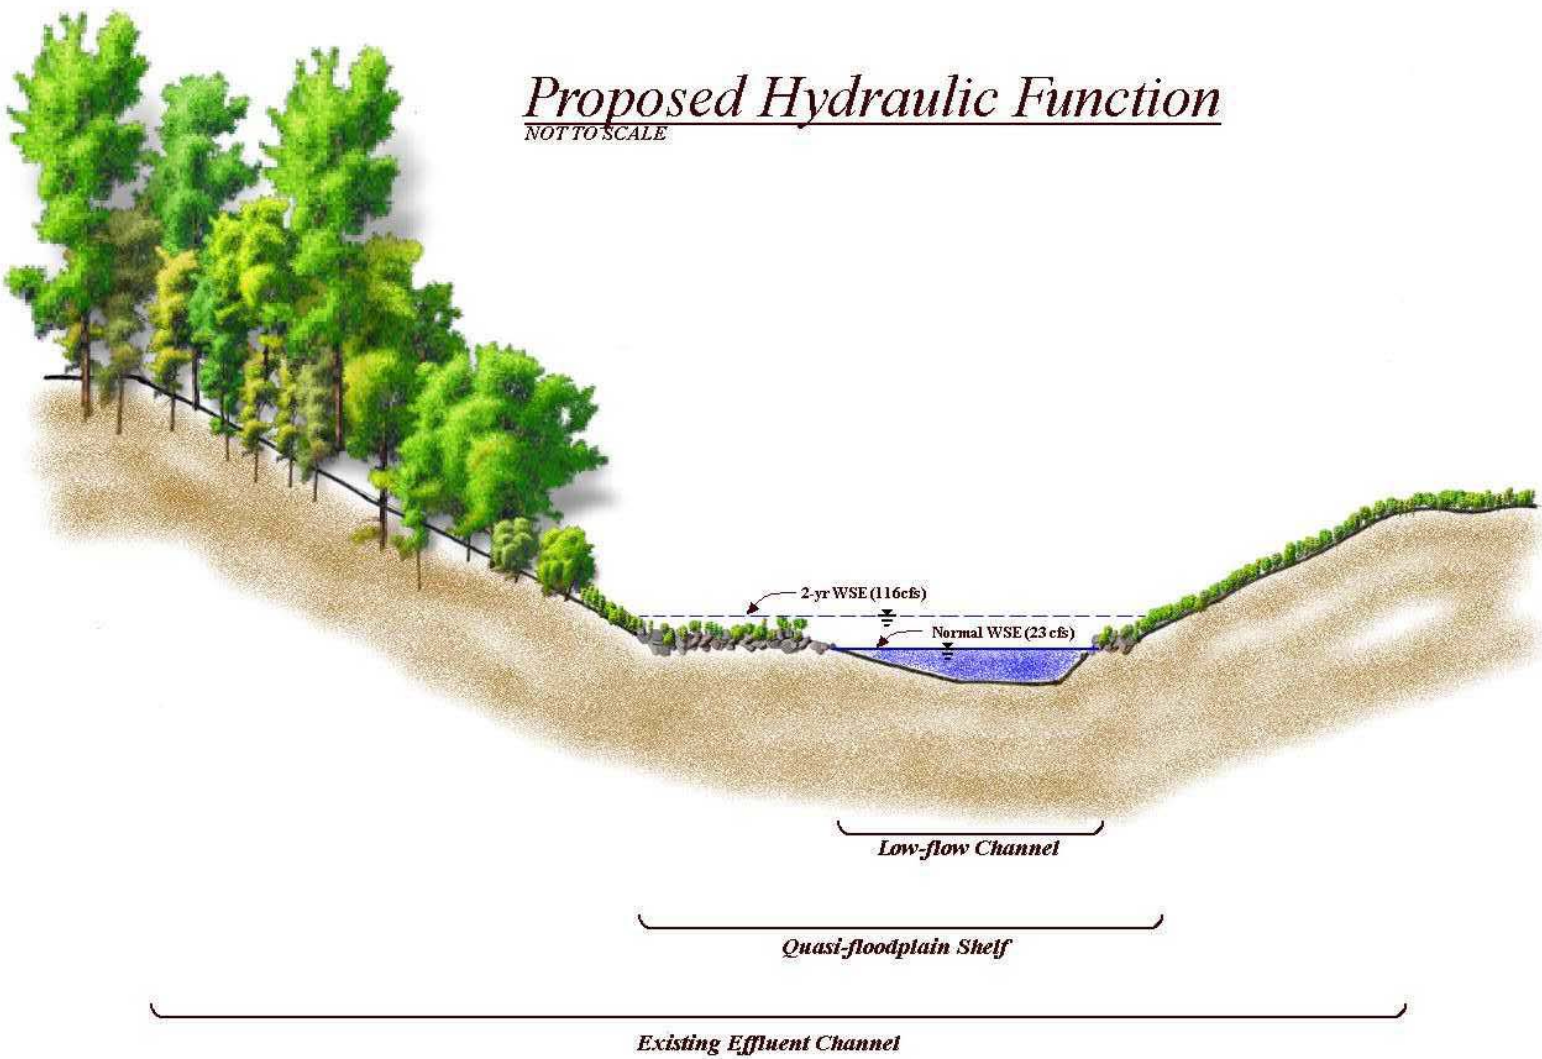 Proposed Hydraulic Function
NOT TO SCALE
2-yr WSE (116cfs)
Normal WSE (23 cfs)
Low-flow Channel
Quasi-floodplain Shelf
Existing Effluent Channel